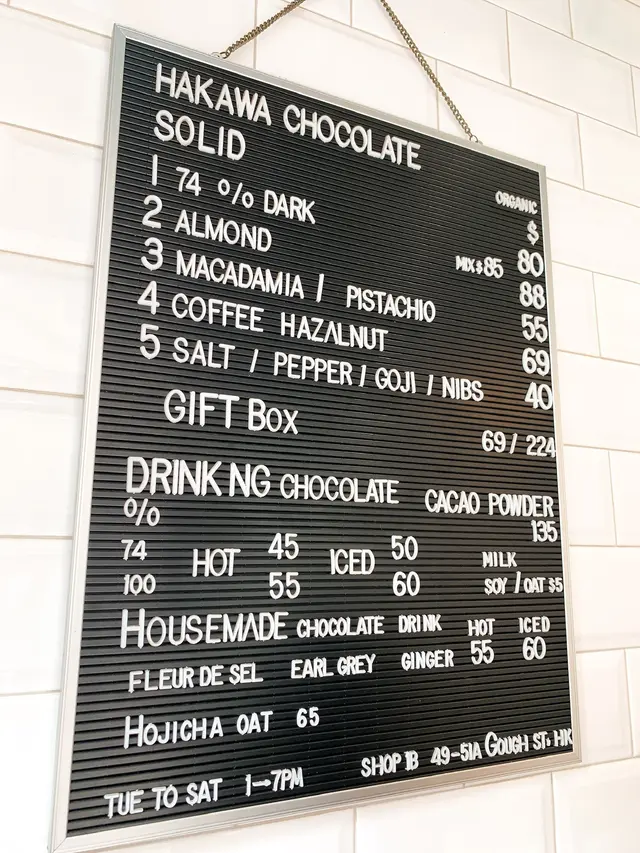 HAKAWA CHOCOLATE
SOLID
ORGANIC
$
1 74 % DARK MIX $85 80
2 ALMOND 88
3 MACADAMIA / PISTACHIO 55
4 COFFEE HAZALNUT 69
5 SALT / PEPPER / GOJI / NIBS 40
GIFT BOX 69 / 224
DRINK NG CHOCOLATE CACAO POWDER
% 135
74 HOT 45 ICED 50 MILK
100 55 60 SOY / OAT $5
HOUSEMADE CHOCOLATE DRINK HOT ICED
FLEUR DE SEL EARL GREY GINGER 55 60
HOJICHA OAT 65
TUE TO SAT 1→7PM SHOP 1B 49-51A GOUGH ST. HK